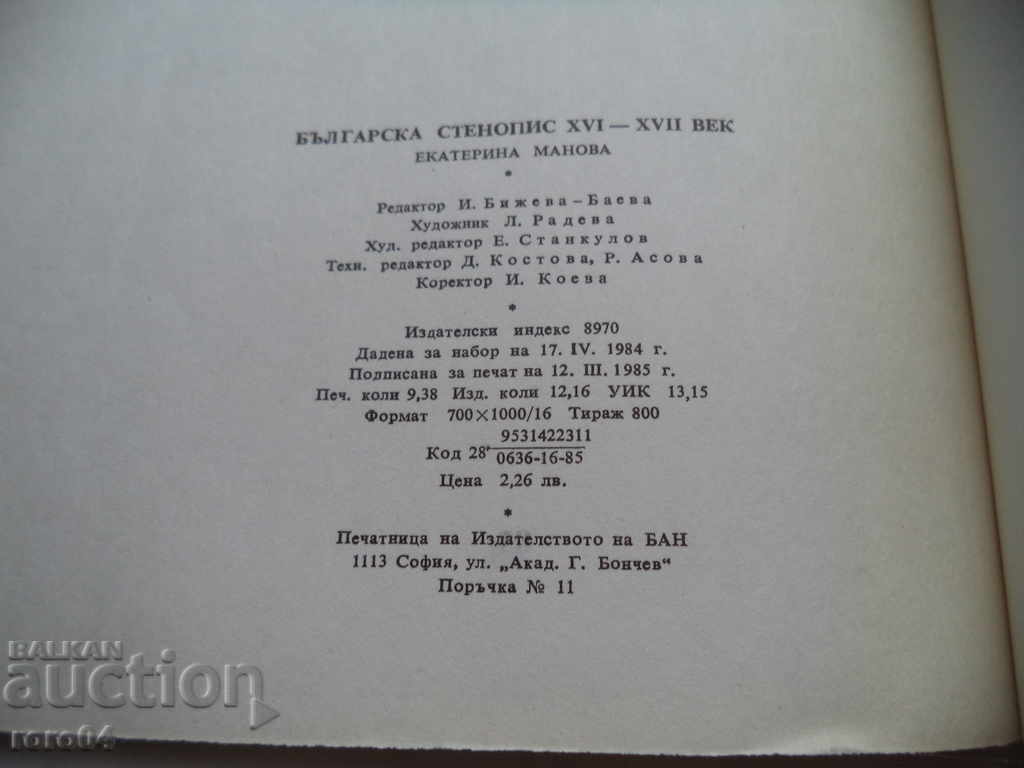 БЪЛГАРСКА СТЕНОПИС XVI — XVII ВЕК
ЕКАТЕРИНА МАНОВА
*
Редактор И. Бижева–Баева
Художник Л. Радева
Худ. редактор Е. Станкулов
Техн. редактор Д. Костова, Р. Асова
Коректор И. Коева
*
Издателски индекс 8970
Дадена за набор на 17. IV. 1984 г.
Подписана за печат на 12. III. 1985 г.
Печ. коли 9,38 Изд. коли 12,16 УИК 13,15
Формат 700×1000/16 Тираж 800
9531422311
Код 28
0636-16-85
Цена 2,26 лв.
*
Печатница на Издателството на БАН
1113 София, ул. „Акад. Г. Бончев“
Поръчка № 11
BALKAN
auction
roro64